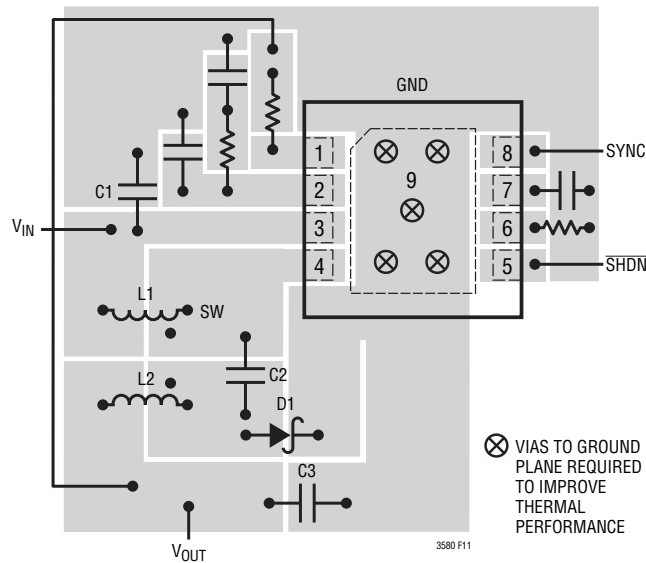 GND
1
8
SYNC
C1
2
9
7
VIN
3
6
4
5
SHDN
L1
SW
L2
C2
D1
C3
VOUT
VIAS TO GROUND
PLANE REQUIRED
TO IMPROVE
THERMAL
PERFORMANCE
3580 F11